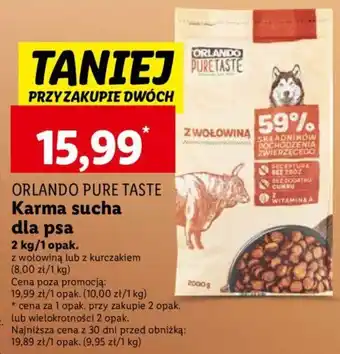 TANIEJ
PRZY ZAKUPIE DWÓCH
15,99*
ORLANDO PURE TASTE
Karma sucha
dla psa
2 kg/1 opak.
z wołowiną lub z kurczakiem
(8,00 zł/1 kg)
Cena poza promocją:
19,99 zł/1 opak. (10,00 zł/1 kg)
* cena za 1 opak. przy zakupie 2 opak.
lub wielokrotności 2 opak.
Najniższa cena z 30 dni przed obniżką:
19,89 zł/1 opak. (9,95 zł/1 kg)
ORLANDO
PURETASTE
Z WOŁOWINĄ
59%
SKŁADNIKÓW
POCHODZENIA
ZWIERZĘCEGO
RECEPTURA
BEZ ZBÓŻ
BEZ DODATKU
CUKRU
Z
WITAMINĄ A
2000g